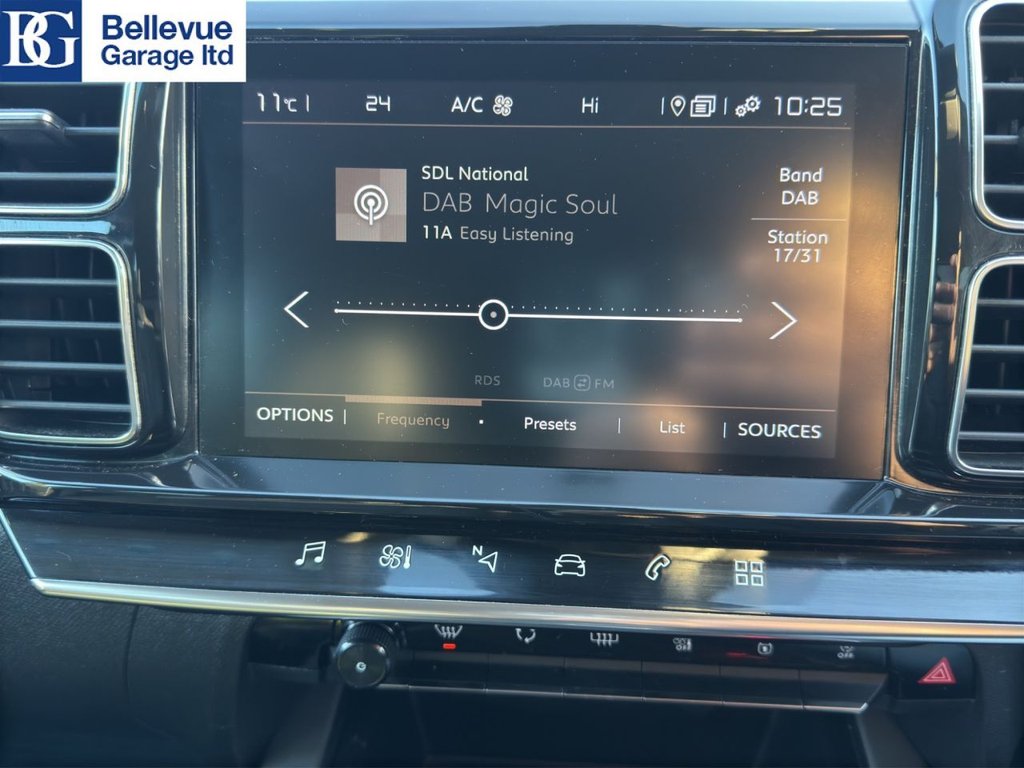 BG Bellevue
Garage ltd
11°C 24 A/C Hi 10:25
SDL National
DAB Magic Soul
11A Easy Listening
Band
DAB
Station
17/31
RDS DAB FM
OPTIONS Frequency Presets List SOURCES
N